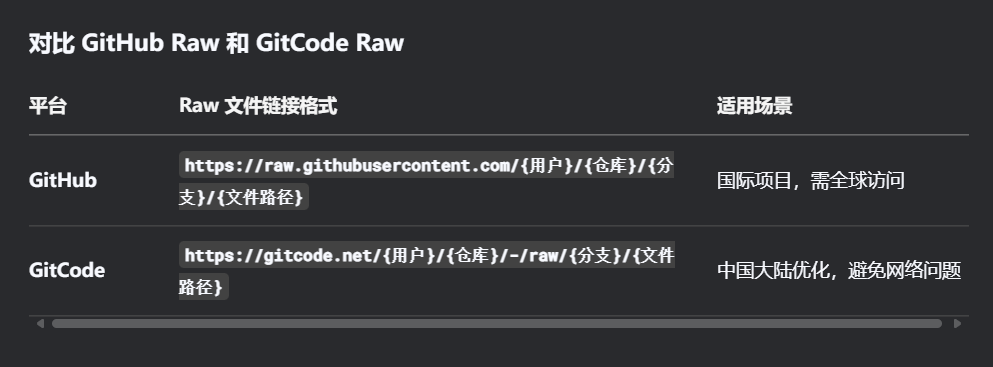 对比 GitHub Raw 和 GitCode Raw
平台 Raw 文件链接格式 适用场景
https://raw.githubusercontent.com/{用户}/{仓库}/{分
GitHub 国际项目，需全球访问
支}/{文件路径}
https://gitcode.net/{用户}/{仓库}/-/raw/{分支}/{文件
GitCode 中国大陆优化，避免网络问题
路径}